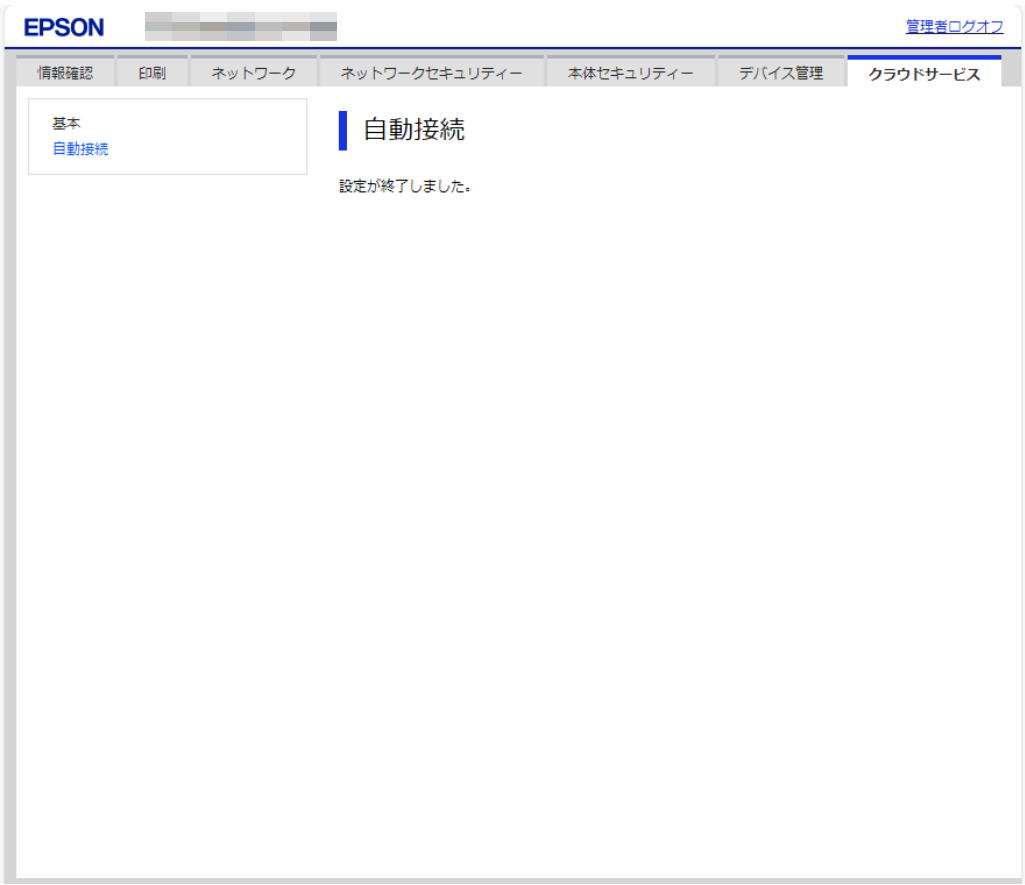 EPSON
管理者ログオフ
情報確認 印刷 ネットワーク ネットワークセキュリティー 本体セキュリティー デバイス管理 クラウドサービス
基本
自動接続
自動接続
設定が終了しました。